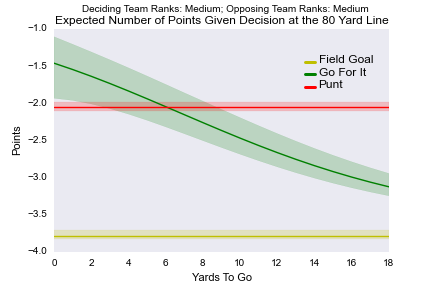 Deciding Team Ranks: Medium; Opposing Team Ranks: Medium
Expected Number of Points Given Decision at the 80 Yard Line
−1.0
−1.5
−2.0
−2.5
−3.0
−3.5
−4.0
Points
Field Goal
Go For It
Punt
0 2 4 6 8 10 12 14 16 18
Yards To Go